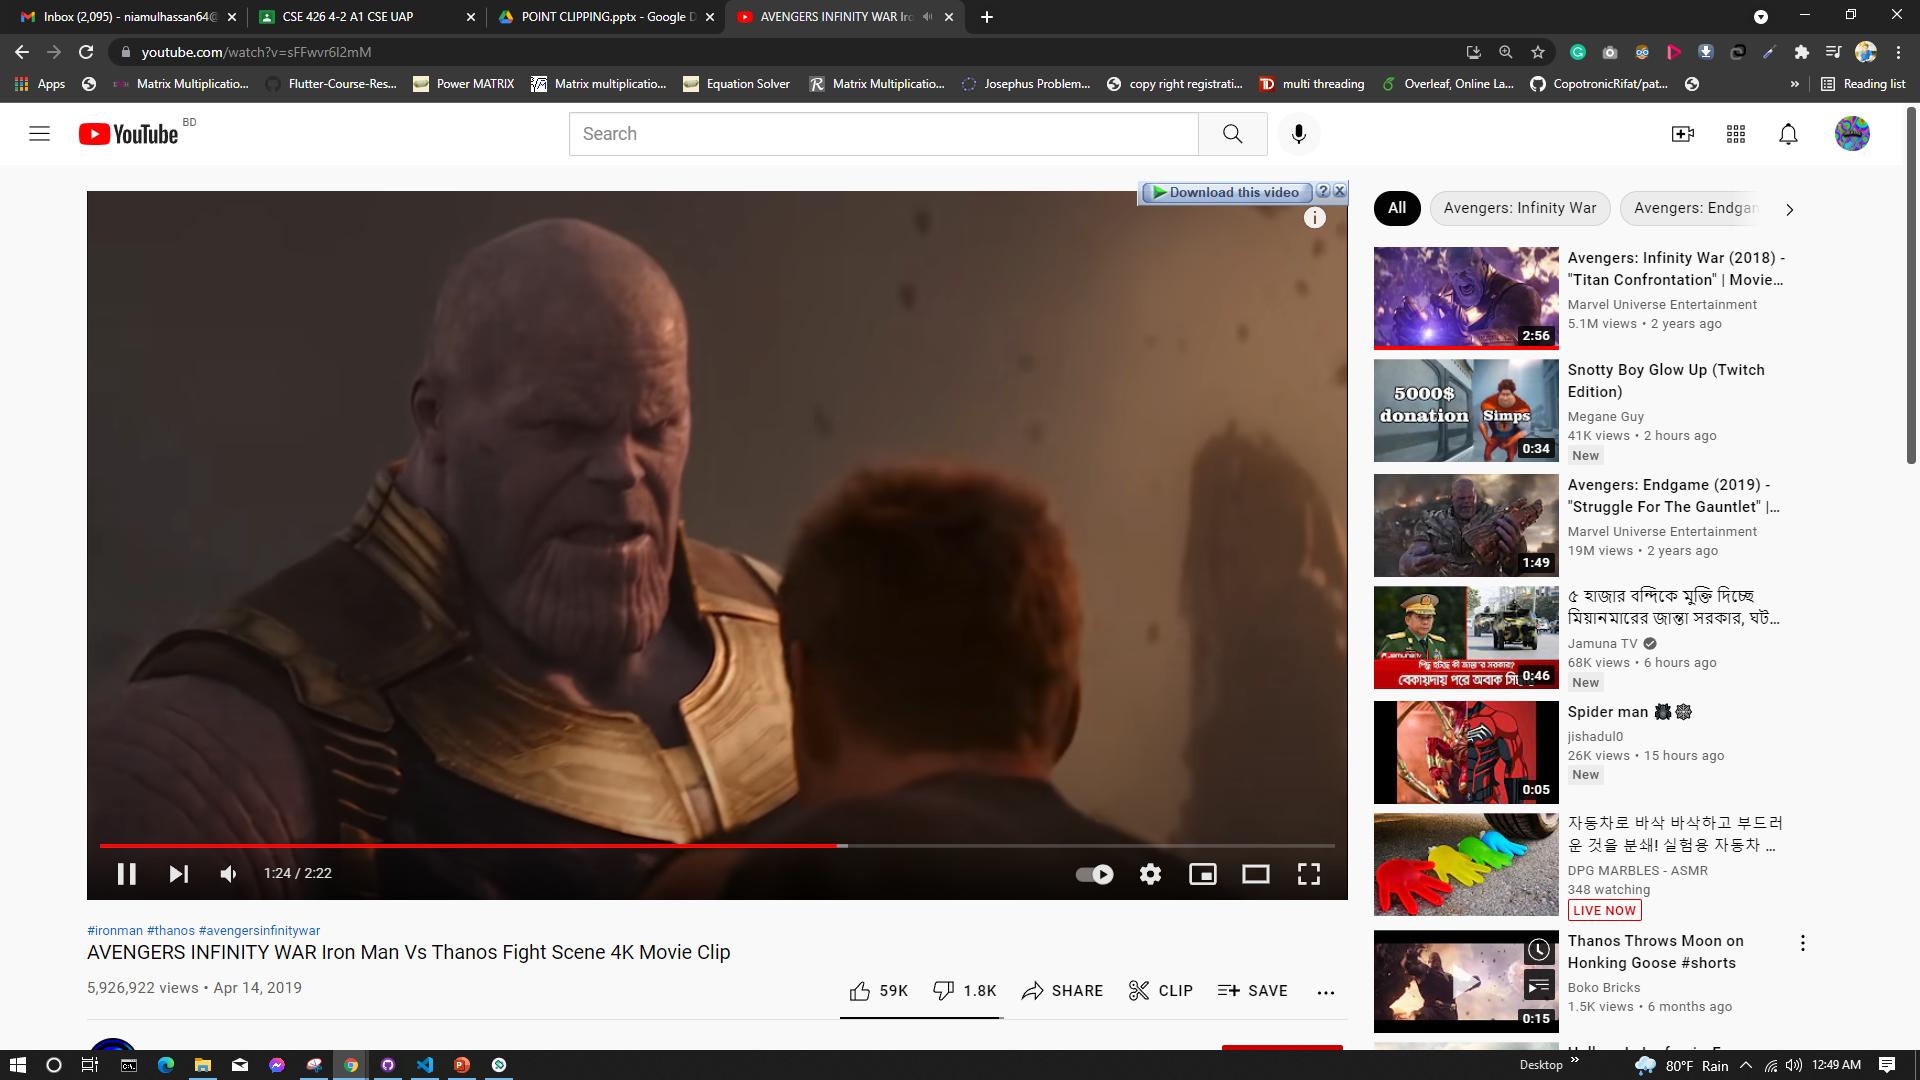 Inbox (2,095) - niamulhassan64@
CSE 426 4-2 A1 CSE UAP
POINT CLIPPING.pptx - Google D
AVENGERS INFINITY WAR Iro
youtube.com/watch?v=sFFwvr6I2mM
Apps
Matrix Multiplicatio...
Flutter-Course-Res...
Power MATRIX
Matrix multiplicatio...
Equation Solver
Matrix Multiplicatio...
Josephus Problem...
copy right registrati...
multi threading
Overleaf, Online La...
CopotronicRifat/pat...
Reading list
YouTube BD
Search
Download this video ? X
All
Avengers: Infinity War
Avengers: Endgan
Avengers: Infinity War (2018) -
"Titan Confrontation" | Movie...
Marvel Universe Entertainment
5.1M views • 2 years ago
2:56
5000$
donation Simps
0:34
Snotty Boy Glow Up (Twitch
Edition)
Megane Guy
41K views • 2 hours ago
New
Avengers: Endgame (2019) -
"Struggle For The Gauntlet" |...
Marvel Universe Entertainment
19M views • 2 years ago
1:49
৫ হাজার বন্দিকে মুক্তি দিচ্ছে
মিয়ানমারের জান্তা সরকার, ঘট...
Jamuna TV
68K views • 6 hours ago
New
বেকায়দায় পরে অবাক
0:46
Spider man 🕷🕸
jishadul0
26K views • 15 hours ago
New
0:05
자동차로 바삭 바삭하고 부드러
운 것을 분쇄! 실험용 자동차 ...
DPG MARBLES - ASMR
348 watching
LIVE NOW
Thanos Throws Moon on
Honking Goose #shorts
Boko Bricks
1.5K views • 6 months ago
0:15
1:24 / 2:22
#ironman #thanos #avengersinfinitywar
AVENGERS INFINITY WAR Iron Man Vs Thanos Fight Scene 4K Movie Clip
5,926,922 views • Apr 14, 2019
59K
1.8K
SHARE
CLIP
SAVE
Desktop
80°F Rain
12:49 AM